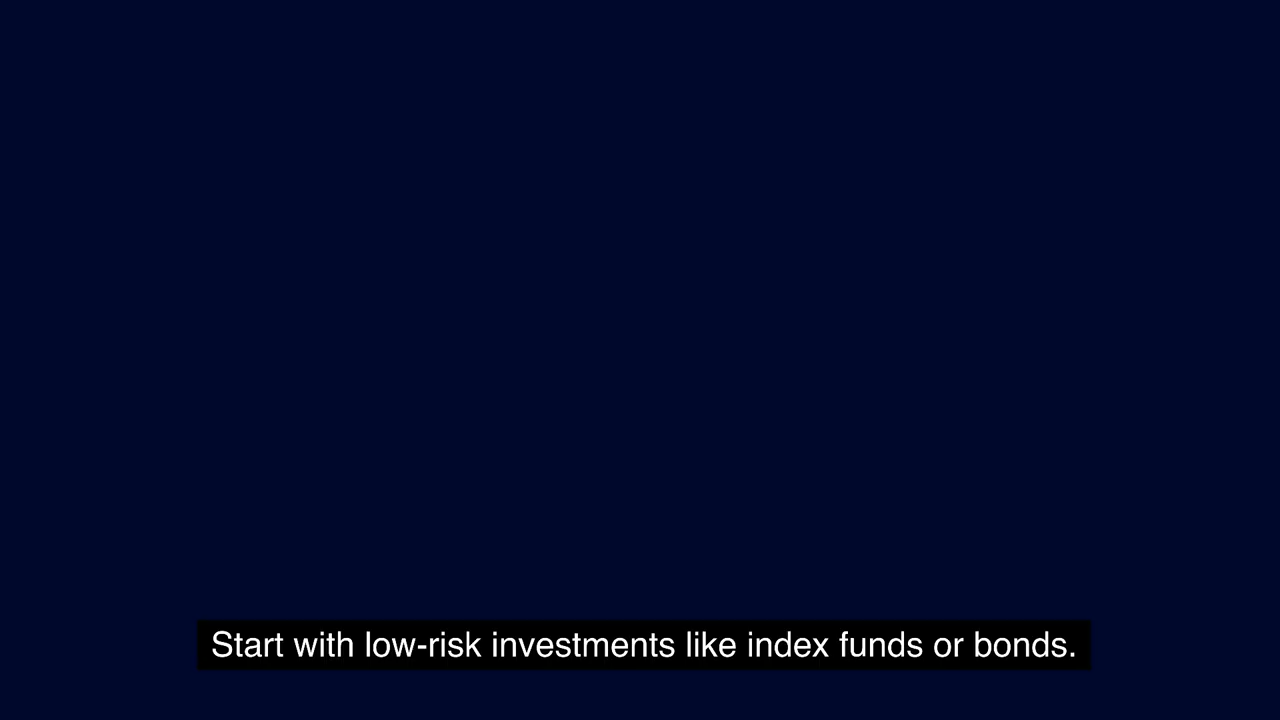 Start with low-risk investments like index funds or bonds.